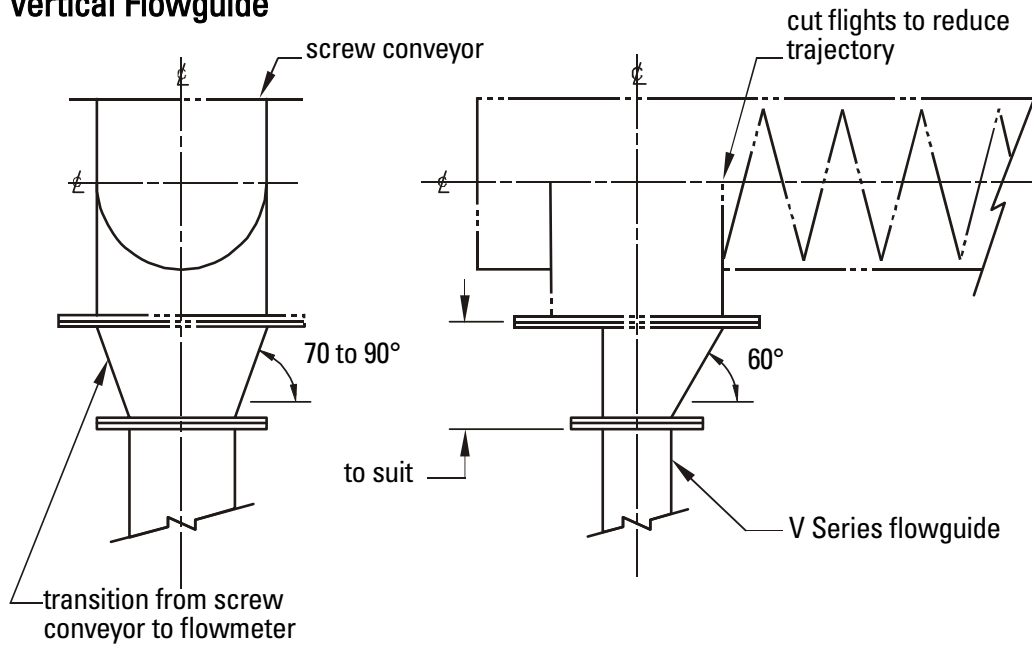 Vertical Flowguide
screw conveyor
cut flights to reduce
trajectory
℄
℄
℄
℄
70 to 90°
60°
to suit
V Series flowguide
transition from screw
conveyor to flowmeter